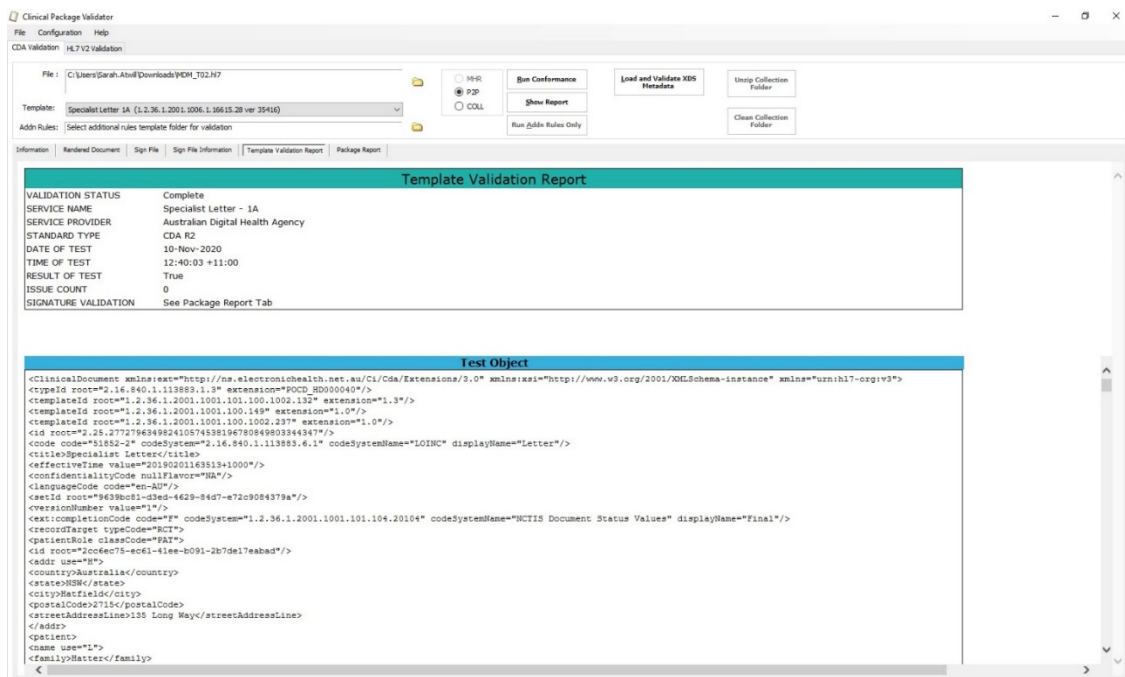 Clinical Package Validator
File Configuration Help
CDA Validation HL7 V2 Validation
File : C:\Users\Sarah.Atwill\Downloads\MDM_T02.hl7
MHR
P2P
COLL
Run Conformance
Show Report
Run Addn Rules Only
Load and Validate XDS Metadata
Unzip Collection Folder
Clean Collection Folder
Template: Specialist Letter 1A (1.2.36.1.2001.1006.1.16615.28 ver 35416)
Addn Rules: Select additional rules template folder for validation
Information Rendered Document Sign File Sign File Information Template Validation Report Package Report
Template Validation Report
VALIDATION STATUS Complete
SERVICE NAME Specialist Letter - 1A
SERVICE PROVIDER Australian Digital Health Agency
STANDARD TYPE CDA R2
DATE OF TEST 10-Nov-2020
TIME OF TEST 12:40:03 +11:00
RESULT OF TEST True
ISSUE COUNT 0
SIGNATURE VALIDATION See Package Report Tab
Test Object
<ClinicalDocument xmlns:ext="http://ns.electronichealth.net.au/Ci/Cda/Extensions/3.0" xmlns:xsi="http://www.w3.org/2001/XMLSchema-instance" xmlns="urn:hl7-org:v3">
<typeId root="2.16.840.1.113883.1.3" extension="POCD_HD000040"/>
<templateId root="1.2.36.1.2001.1001.101.100.1002.132" extension="1.3"/>
<templateId root="1.2.36.1.2001.1001.100.149" extension="1.0"/>
<templateId root="1.2.36.1.2001.1001.100.1002.237" extension="1.0"/>
<id root="2.25.277279634982410574538196780849803344347"/>
<code code="51852-2" codeSystem="2.16.840.1.113883.6.1" codeSystemName="LOINC" displayName="Letter"/>
<title>Specialist Letter</title>
<effectiveTime value="20190201163513+1000"/>
<confidentialityCode nullFlavor="NA"/>
<languageCode code="en-AU"/>
<setId root="9639bc81-d3ed-4629-84d7-e72c9084379a"/>
<versionNumber value="1"/>
<ext:completionCode code="F" codeSystem="1.2.36.1.2001.1001.101.104.20104" codeSystemName="NCTIS Document Status Values" displayName="Final"/>
<recordTarget typeCode="RCT">
<patientRole classCode="PAT">
<id root="2cc6ec75-ec61-41ee-b091-2b7de17eabad"/>
<addr use="H">
<country>Australia</country>
<state>NSW</state>
<city>Hatfield</city>
<postalCode>2715</postalCode>
<streetAddressLine>135 Long Way</streetAddressLine>
</addr>
<patient>
<name use="L">
<family>Hatter</family>